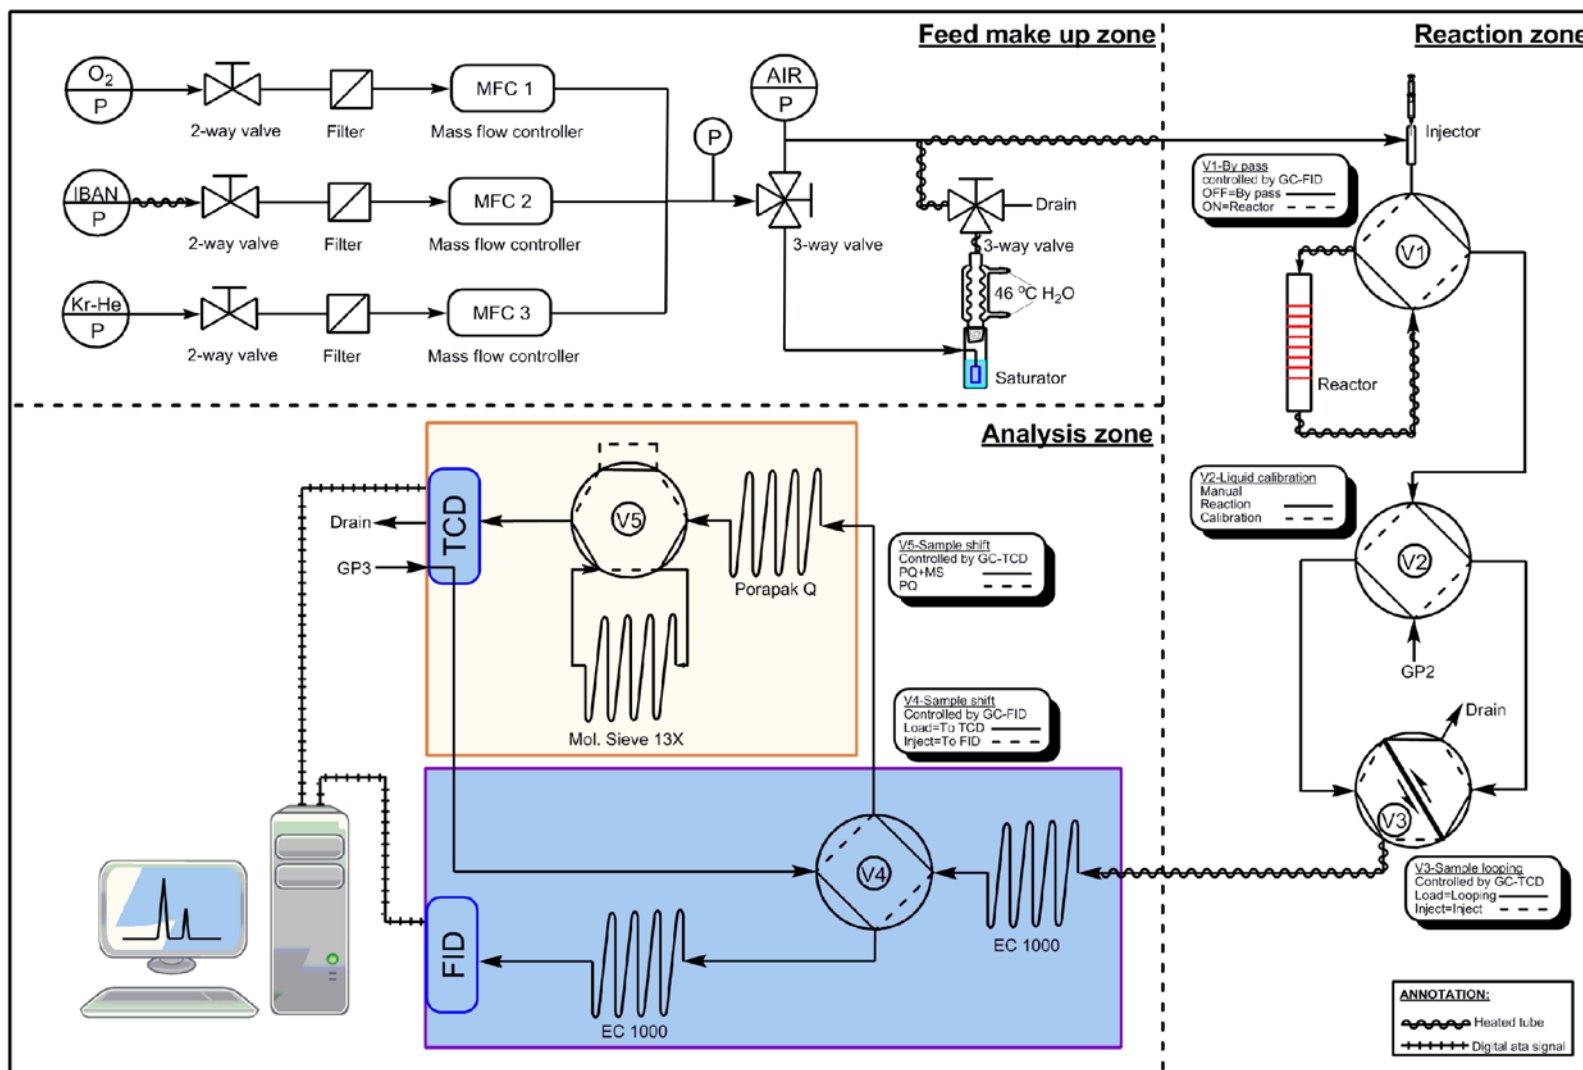 Feed make up zone
Reaction zone
O2
P
2-way valve
Filter
MFC 1
Mass flow controller
IBAN
P
2-way valve
Filter
MFC 2
Mass flow controller
Kr-He
P
2-way valve
Filter
MFC 3
Mass flow controller
P
AIR
P
3-way valve
Drain
3-way valve
46 °C H2O
Saturator
Injector
V1-By pass
controlled by GC-FID
OFF=By pass
ON=Reactor
V1
Reactor
V2-Liquid calibration
Manual
Reaction
Calibration
V2
GP2
Drain
V3
V3-Sample looping
Controlled by GC-TCD
Load=Looping
Inject=Inject
Analysis zone
TCD
Drain
GP3
V5
Porapak Q
Mol. Sieve 13X
V5-Sample shift
Controlled by GC-TCD
PQ+MS
PQ
V4-Sample shift
Controlled by GC-FID
Load=To TCD
Inject=To FID
V4
EC 1000
FID
EC 1000
ANNOTATION:
Heated tube
Digital ata signal